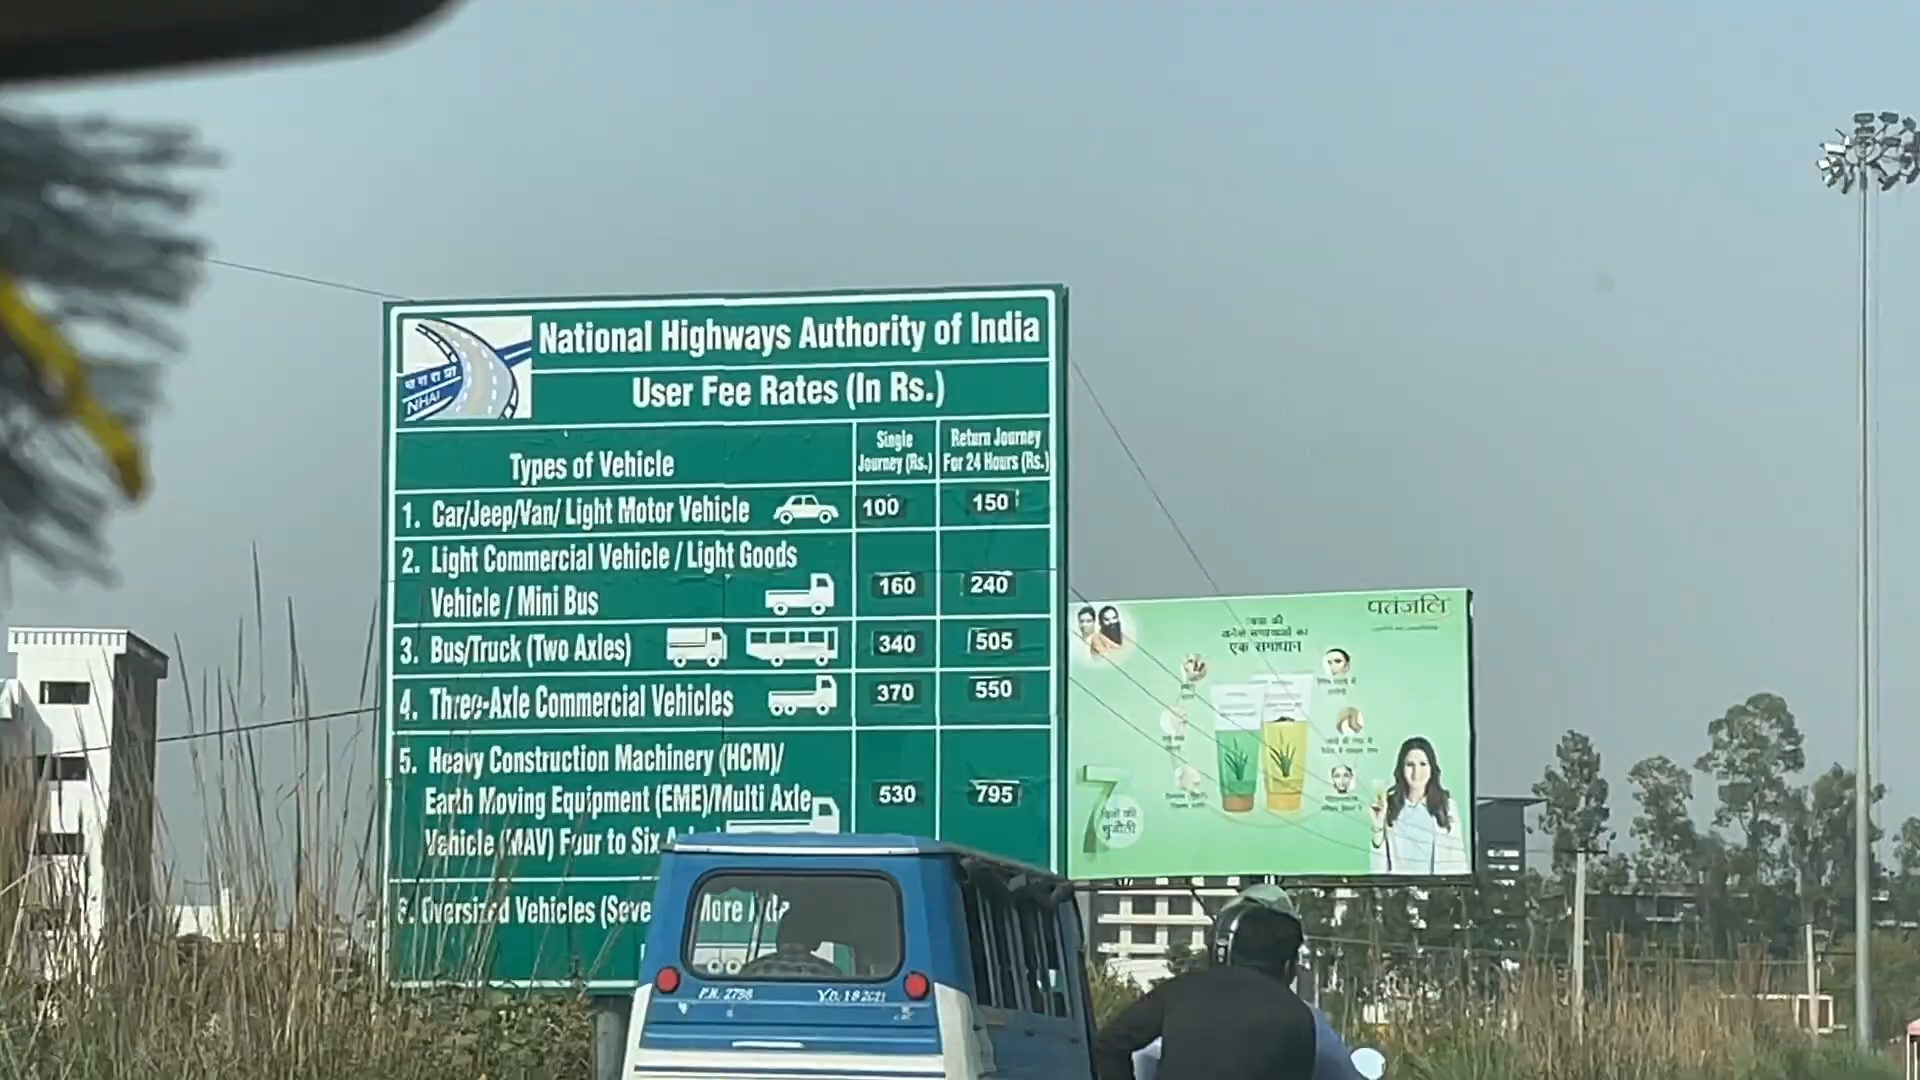 National Highways Authority of India
भा रा रा प्रा
NHAI
User Fee Rates (In Rs.)
Types of Vehicle
Single Journey (Rs.)
Return Journey For 24 Hours (Rs.)
1. Car/Jeep/Van/ Light Motor Vehicle 100 150
2. Light Commercial Vehicle / Light Goods
Vehicle / Mini Bus 160 240
3. Bus/Truck (Two Axles) 340 505
4. Three-Axle Commercial Vehicles 370 550
5. Heavy Construction Machinery (HCM)/
Earth Moving Equipment (EME)/Multi Axle 530 795
Vehicle (MAV) Four to Six
6. Oversized Vehicles (Seve More
पतंजलि
एक समाधान
7
चुनौती